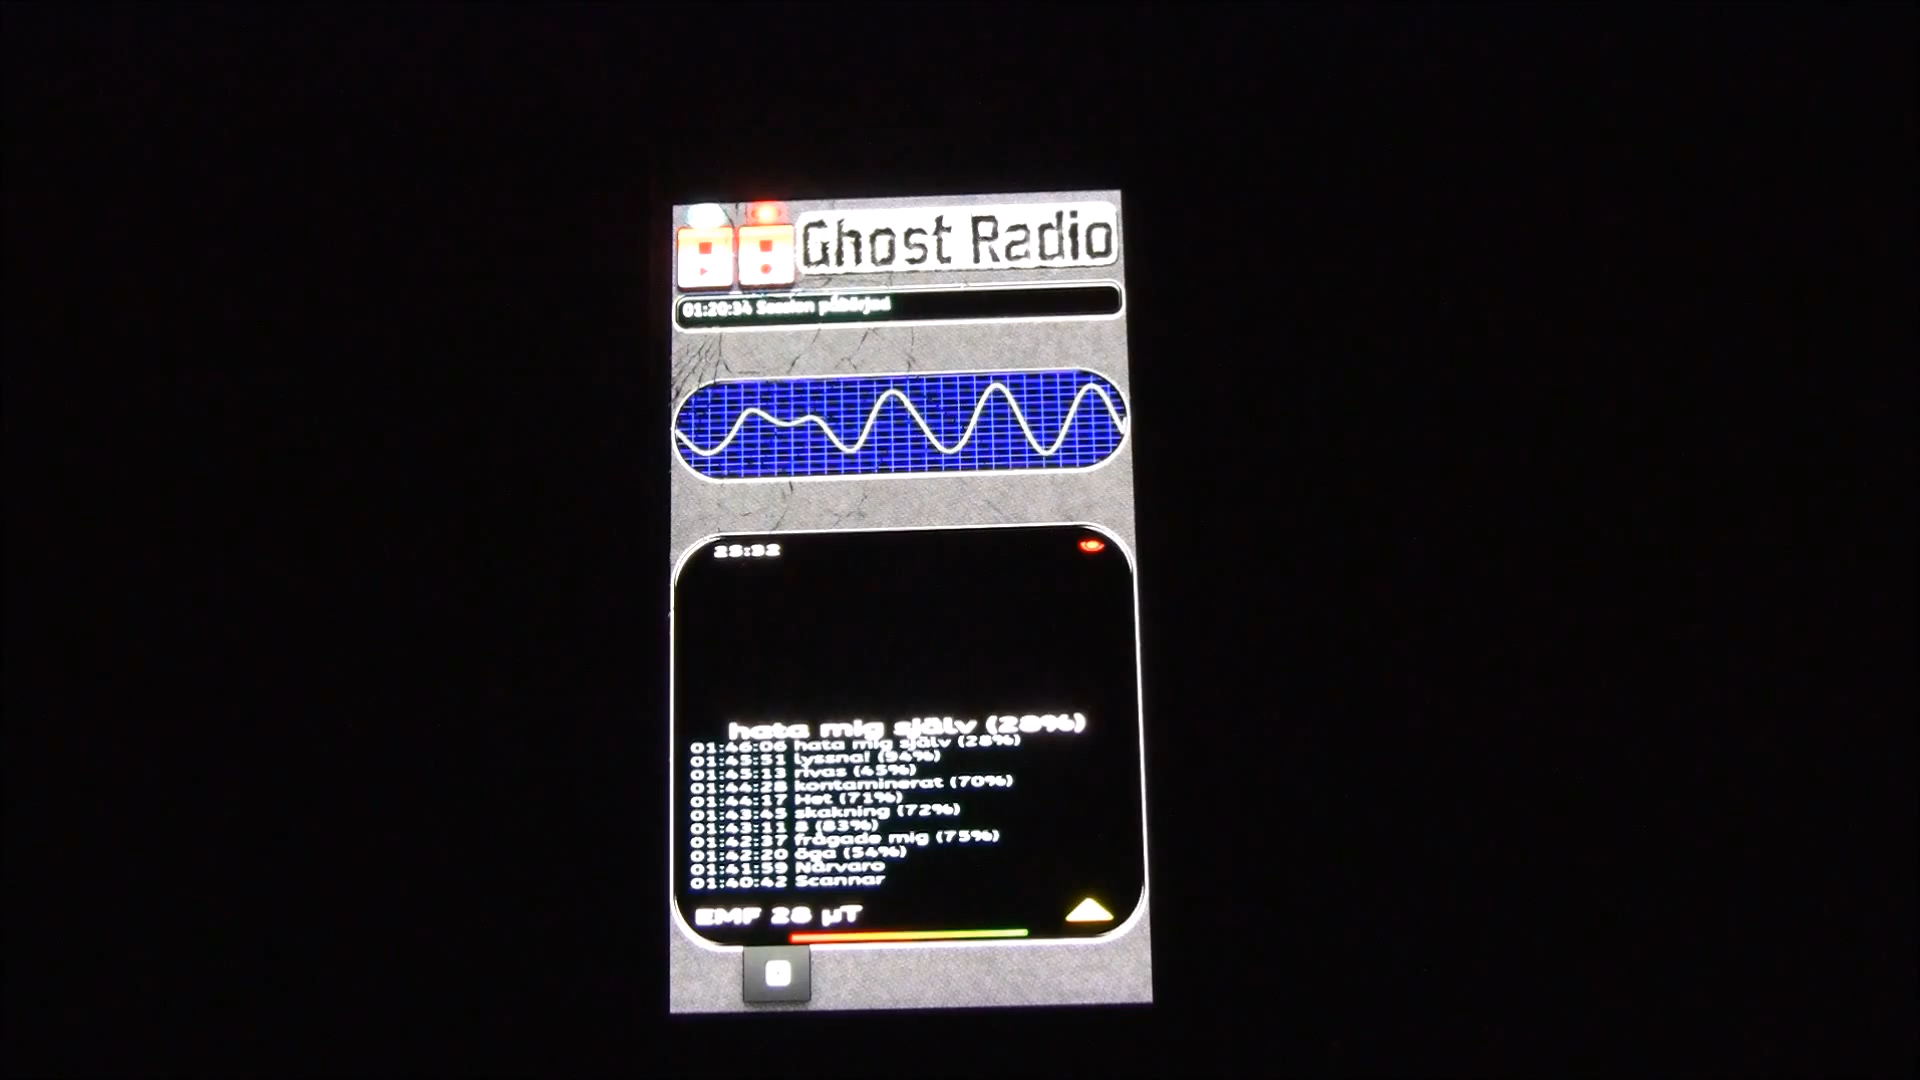 Ghost Radio
01:20:34 Session påbörjad
25:32
hata mig själv (28%)
01:46:06 hata mig själv (28%)
01:45:51 lyssna! (94%)
01:45:13 rivas (45%)
01:44:28 kontaminerat (70%)
01:44:17 Het (71%)
01:43:45 skakning (72%)
01:43:11 8 (83%)
01:42:37 frågade mig (75%)
01:42:20 öga (54%)
01:41:59 Närvaro
01:40:42 Scannar
EMF 28 µT